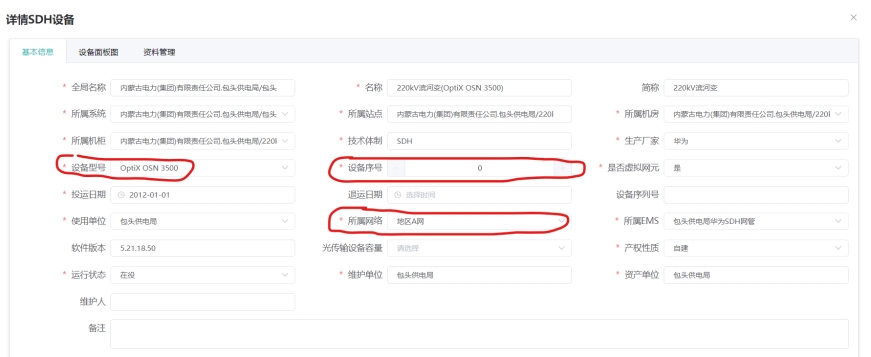 详情SDH设备 ×
基本信息 设备面板图 资料管理
* 全局名称 内蒙古电力(集团)有限责任公司.包头供电局/包头 * 名称 220kV流河变(OptiX OSN 3500) 简称 220kV流河变
* 所属系统 内蒙古电力(集团)有限责任公司.包头供电局/包头 * 所属站点 内蒙古电力(集团)有限责任公司.包头供电局/220l * 所属机房 内蒙古电力(集团)有限责任公司.包头供电局/220l
* 所属机柜 内蒙古电力(集团)有限责任公司.包头供电局/220l * 技术体制 SDH * 生产厂家 华为
* 设备型号 OptiX OSN 3500 * 设备序号 0 * 是否虚拟网元 是
* 投运日期 2012-01-01 退运日期 选择时间 设备序列号
* 使用单位 包头供电局 * 所属网络 地区A网 * 所属EMS 包头供电局华为SDH网管
软件版本 5.21.18.50 光传输设备容量 请选择 * 产权性质 自建
* 运行状态 在役 * 维护单位 包头供电局 * 资产单位 包头供电局
维护人
备注